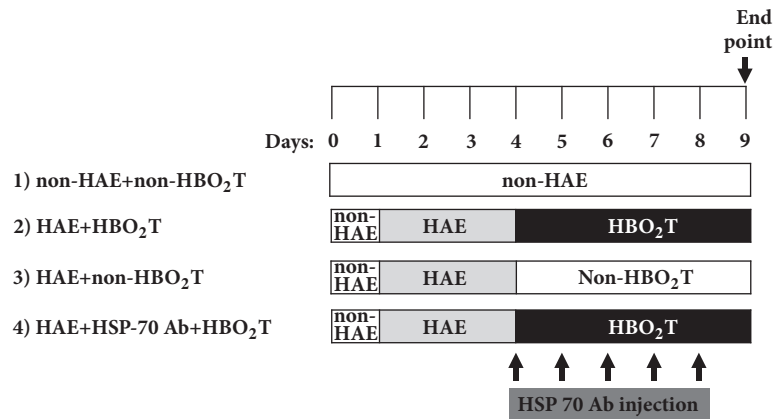 End
point
Days: 0 1 2 3 4 5 6 7 8 9
1) non-HAE+non-HBO₂T non-HAE
2) HAE+HBO₂T non-HAE HAE HBO₂T
3) HAE+non-HBO₂T non-HAE HAE Non-HBO₂T
4) HAE+HSP-70 Ab+HBO₂T non-HAE HAE HBO₂T
HSP 70 Ab injection